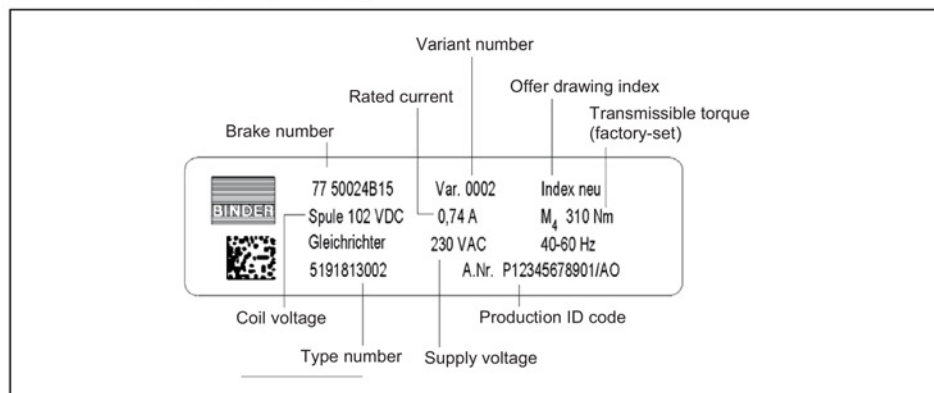 Variant number
Offer drawing index
Rated current
Transmissible torque
(factory-set)
Brake number
BINDER
77 50024B15 Var. 0002 Index neu
Spule 102 VDC 0,74 A M₄ 310 Nm
Gleichrichter 230 VAC 40-60 Hz
5191813002 A.Nr. P12345678901/AO
Coil voltage
Production ID code
Type number
Supply voltage